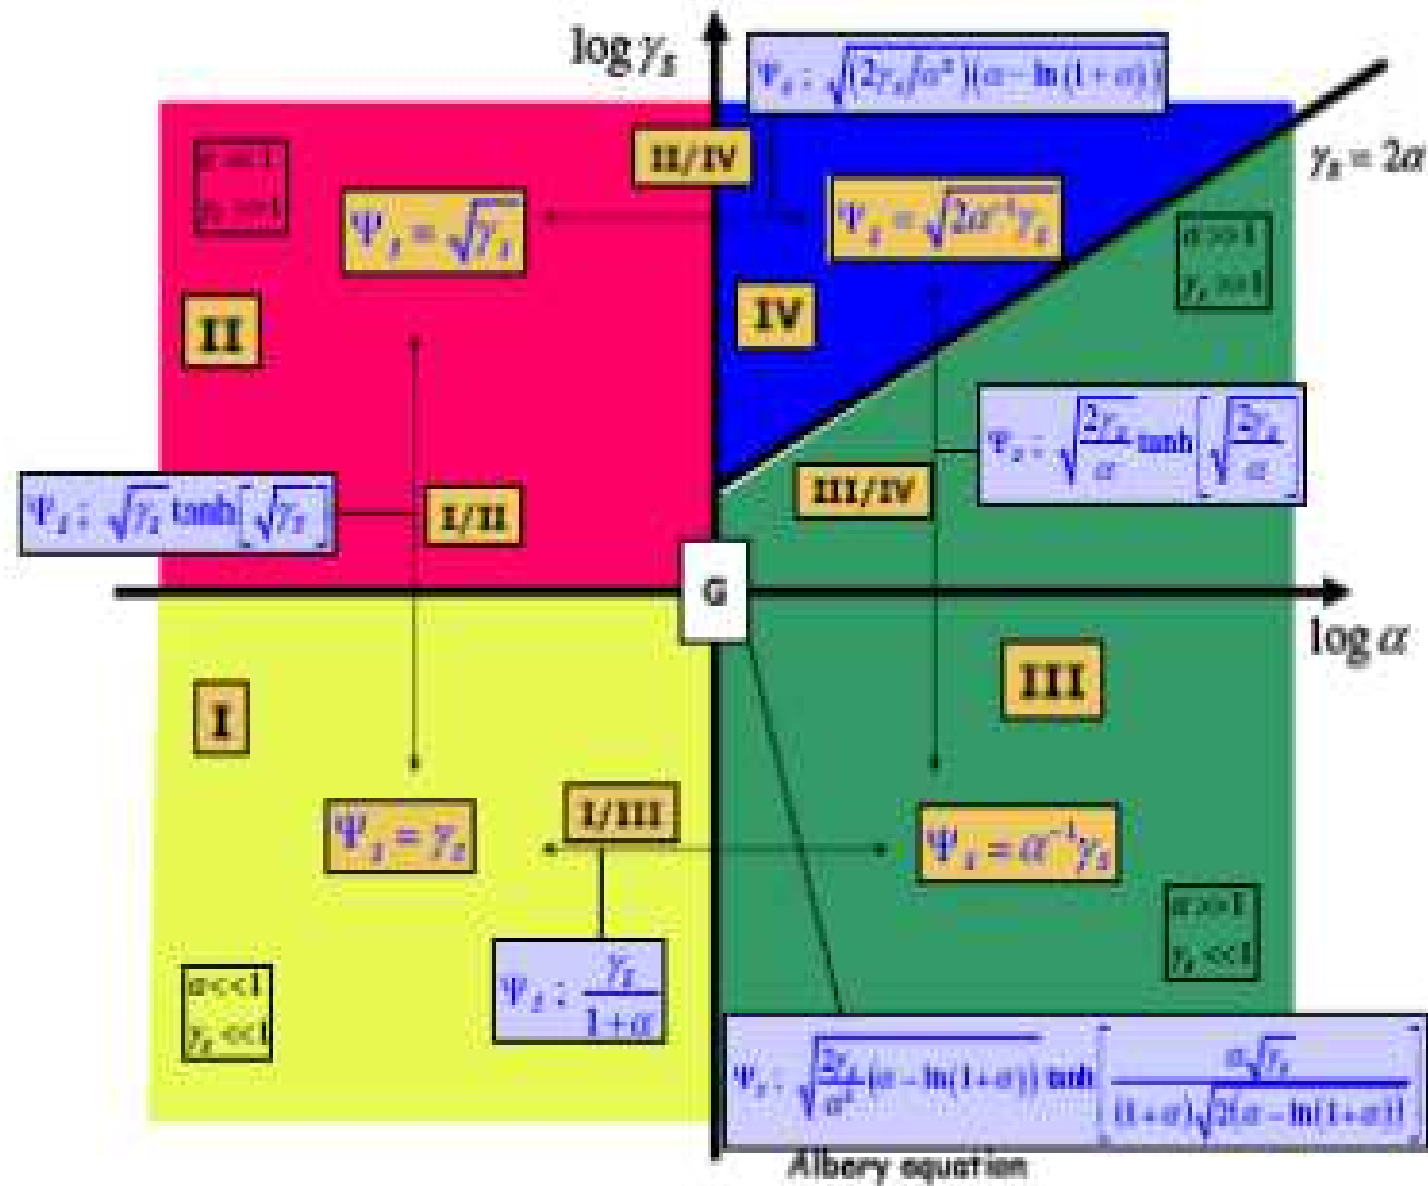 log γ_S
Ψ_S : √((2γ_S/α²)(α − ln(1+α)))
II/IV
α <<1
γ_S >>1
Ψ_S = √γ_S
Ψ_S = √(2α⁻¹γ_S)
γ_S = 2α
α >>1
γ_S >>1
II
IV
Ψ_S : √(2γ_S/α) tanh[√(2γ_S/α)]
III/IV
Ψ_S : √γ_S tanh[√γ_S]
I/II
G
log α
III
I
I/III
Ψ_S = γ_S
Ψ_S = α⁻¹γ_S
α >>1
γ_S <<1
α<<1
γ_S <<1
Ψ_S : γ_S/(1+α)
Ψ_S : √((2γ_S/α²)(α − ln(1+α))) tanh[α√γ_S/((1+α)√(2(α − ln(1+α))))]
Albery equation